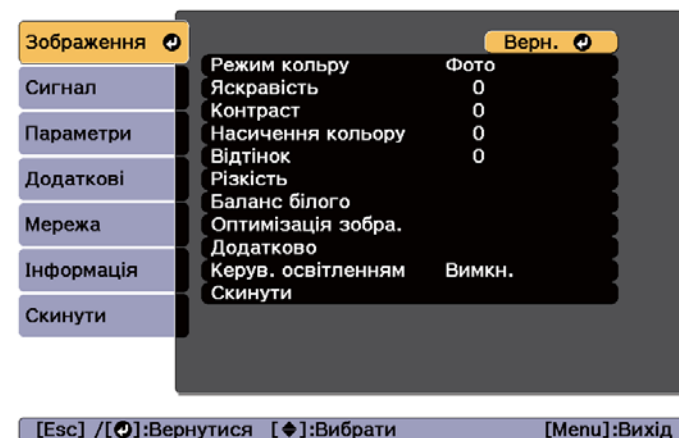 Зображення
Сигнал
Параметри
Додаткові
Мережа
Інформація
Скинути
Верн.
Режим кольру Фото
Яскравість 0
Контраст 0
Насичення кольору 0
Відтінок 0
Різкість
Баланс білого
Оптимізація зобра.
Додатково
Керув. освітленням Вимкн.
Скинути
[Esc] /[⏎]:Вернутися [◆]:Вибрати [Menu]:Вихід